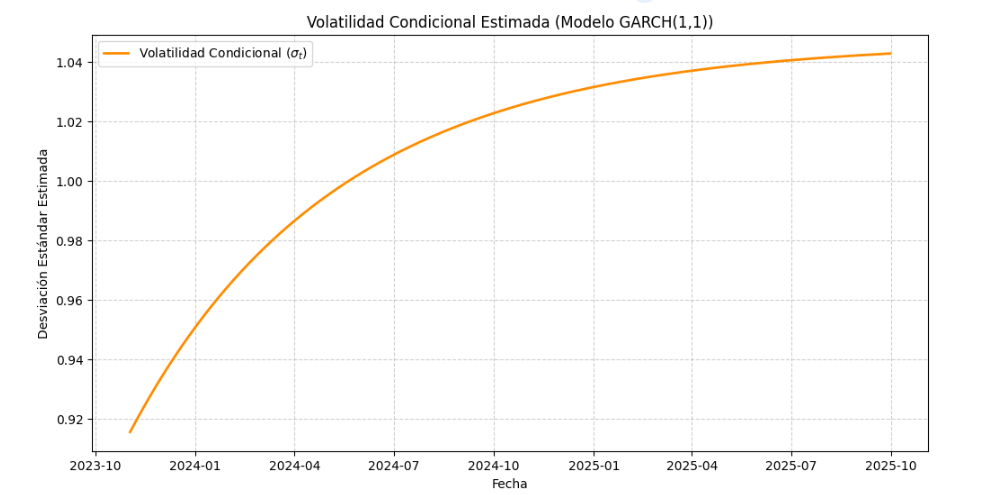 Volatilidad Condicional Estimada (Modelo GARCH(1,1))
Volatilidad Condicional (σt)
Desviación Estándar Estimada
1.04
1.02
1.00
0.98
0.96
0.94
0.92
2023-10 2024-01 2024-04 2024-07 2024-10 2025-01 2025-04 2025-07 2025-10
Fecha